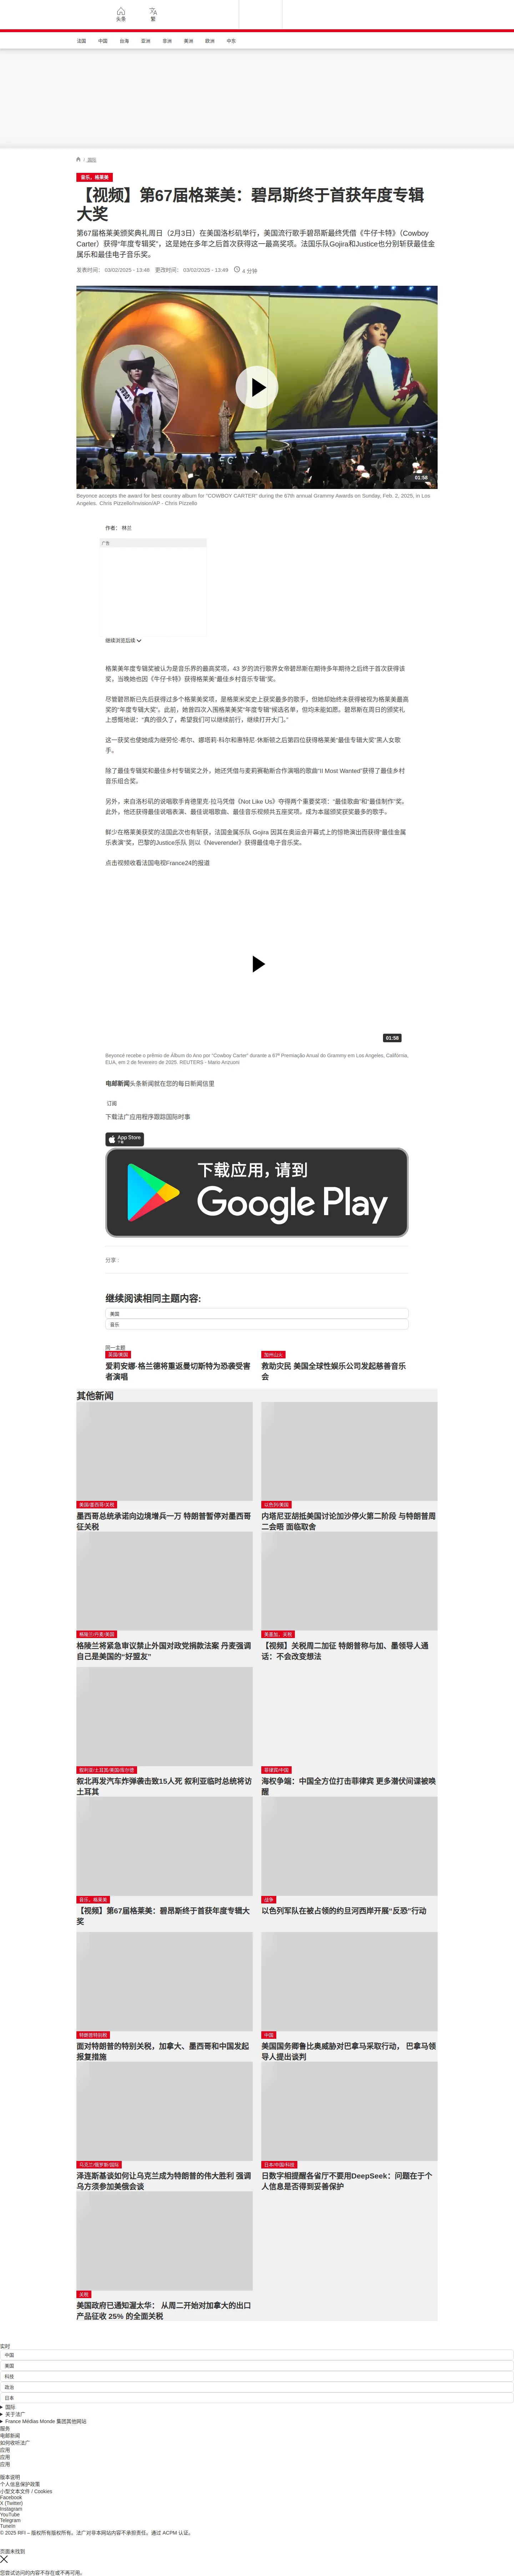 头条
繁
法国
中国
台海
亚洲
非洲
美洲
欧洲
中东
/ 国际
音乐，格莱美
【视频】第67届格莱美：碧昂斯终于首获年度专辑
大奖
第67届格莱美颁奖典礼周日（2月3日）在美国洛杉矶举行，美国流行歌手碧昂斯最终凭借《牛仔卡特》（Cowboy
Carter）获得“年度专辑奖”，这是她在多年之后首次获得这一最高奖项。法国乐队Gojira和Justice也分别斩获最佳金
属乐和最佳电子音乐奖。
发表时间： 03/02/2025 - 13:48 更改时间： 03/02/2025 - 13:49 4 分钟
01:58
Beyonce accepts the award for best country album for "COWBOY CARTER" during the 67th annual Grammy Awards on Sunday, Feb. 2, 2025, in Los
Angeles. Chris Pizzello/Invision/AP - Chris Pizzello
作者： 林兰
广告
继续浏览后续
格莱美年度专辑奖被认为是音乐界的最高奖项，43 岁的流行歌界女帝碧昂斯在期待多年期待之后终于首次获得该
奖，当晚她也因《牛仔卡特》获得格莱美“最佳乡村音乐专辑”奖。
尽管碧昂斯已先后获得过多个格莱美奖项，是格莱米奖史上获奖最多的歌手，但她却始终未获得被视为格莱美最高
奖的“年度专辑大奖”。此前，她曾四次入围格莱美奖“年度专辑”候选名单，但均未能如愿。碧昂斯在周日的颁奖礼
上感慨地说：“真的很久了，希望我们可以继续前行，继续打开大门。”
这一获奖也使她成为继劳伦·希尔、娜塔莉·科尔和惠特尼·休斯顿之后第四位获得格莱美“最佳专辑大奖”黑人女歌
手。
除了最佳专辑奖和最佳乡村专辑奖之外，她还凭借与麦莉赛勒斯合作演唱的歌曲“II Most Wanted”获得了最佳乡村
音乐组合奖。
另外，来自洛杉矶的说唱歌手肯德里克·拉马凭借《Not Like Us》夺得两个重要奖项：“最佳歌曲”和“最佳制作”奖。
此外，他还获得最佳说唱表演、最佳说唱歌曲、最佳音乐视频共五座奖项。成为本届颁奖获奖最多的歌手。
鲜少在格莱美获奖的法国此次也有斩获，法国金属乐队 Gojira 因其在奥运会开幕式上的惊艳演出而获得“最佳金属
乐表演”奖，巴黎的Justice乐队 则以《Neverender》获得最佳电子音乐奖。
点击视频收看法国电视France24的报道
01:58
Beyoncé recebe o prêmio de Álbum do Ano por "Cowboy Carter" durante a 67ª Premiação Anual do Grammy em Los Angeles, Califórnia,
EUA, em 2 de fevereiro de 2025. REUTERS - Mario Anzuoni
电邮新闻头条新闻就在您的每日新闻信里
订阅
下载法广应用程序跟踪国际时事
App Store
下载
下载应用，请到
Google Play
分享 :
继续阅读相同主题内容:
美国
音乐
同一主题
英国/美国
爱莉安娜·格兰德将重返曼切斯特为恐袭受害
者演唱
加州山火
救助灾民 美国全球性娱乐公司发起慈善音乐
会
其他新闻
美国/墨西哥/关税
墨西哥总统承诺向边境增兵一万 特朗普暂停对墨西哥
征关税
以色列/美国
内塔尼亚胡抵美国讨论加沙停火第二阶段 与特朗普周
二会晤 面临取舍
格陵兰/丹麦/美国
格陵兰将紧急审议禁止外国对政党捐款法案 丹麦强调
自己是美国的“好盟友”
美墨加，关税
【视频】关税周二加征 特朗普称与加、墨领导人通
话：不会改变想法
叙利亚/土耳其/美国/库尔德
叙北再发汽车炸弹袭击致15人死 叙利亚临时总统将访
土耳其
菲律宾/中国
海权争端：中国全方位打击菲律宾 更多潜伏间谍被唤
醒
音乐，格莱美
【视频】第67届格莱美：碧昂斯终于首获年度专辑大
奖
战争
以色列军队在被占领的约旦河西岸开展“反恐”行动
特朗普特别税
面对特朗普的特别关税，加拿大、墨西哥和中国发起
报复措施
中国
美国国务卿鲁比奥威胁对巴拿马采取行动， 巴拿马领
导人提出谈判
乌克兰/俄罗斯/国际
泽连斯基谈如何让乌克兰成为特朗普的伟大胜利 强调
乌方须参加美俄会谈
日本/中国/科技
日数字相提醒各省厅不要用DeepSeek：问题在于个
人信息是否得到妥善保护
关税
美国政府已通知渥太华： 从周二开始对加拿大的出口
产品征收 25% 的全面关税
实时
中国
美国
科技
政治
日本
国际
关于法广
France Médias Monde 集团其他网站
服务
电邮新闻
如何收听法广
应用
应用
应用
版本说明
个人信息保护政策
小型文本文件 / Cookies
Facebook
X (Twitter)
Instagram
YouTube
Telegram
TuneIn
© 2025 RFI – 版权所有版权所有。法广对非本网站内容不承担责任。通过 ACPM 认证。
页面未找到
您尝试访问的内容不存在或不再可用。